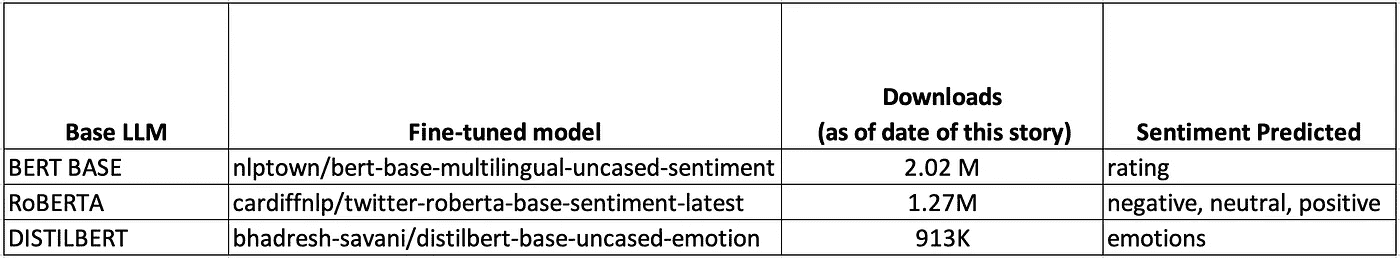 Base LLM Fine-tuned model Downloads (as of date of this story) Sentiment Predicted
BERT BASE nlptown/bert-base-multilingual-uncased-sentiment 2.02 M rating
RoBERTA cardiffnlp/twitter-roberta-base-sentiment-latest 1.27M negative, neutral, positive
DISTILBERT bhadresh-savani/distilbert-base-uncased-emotion 913K emotions